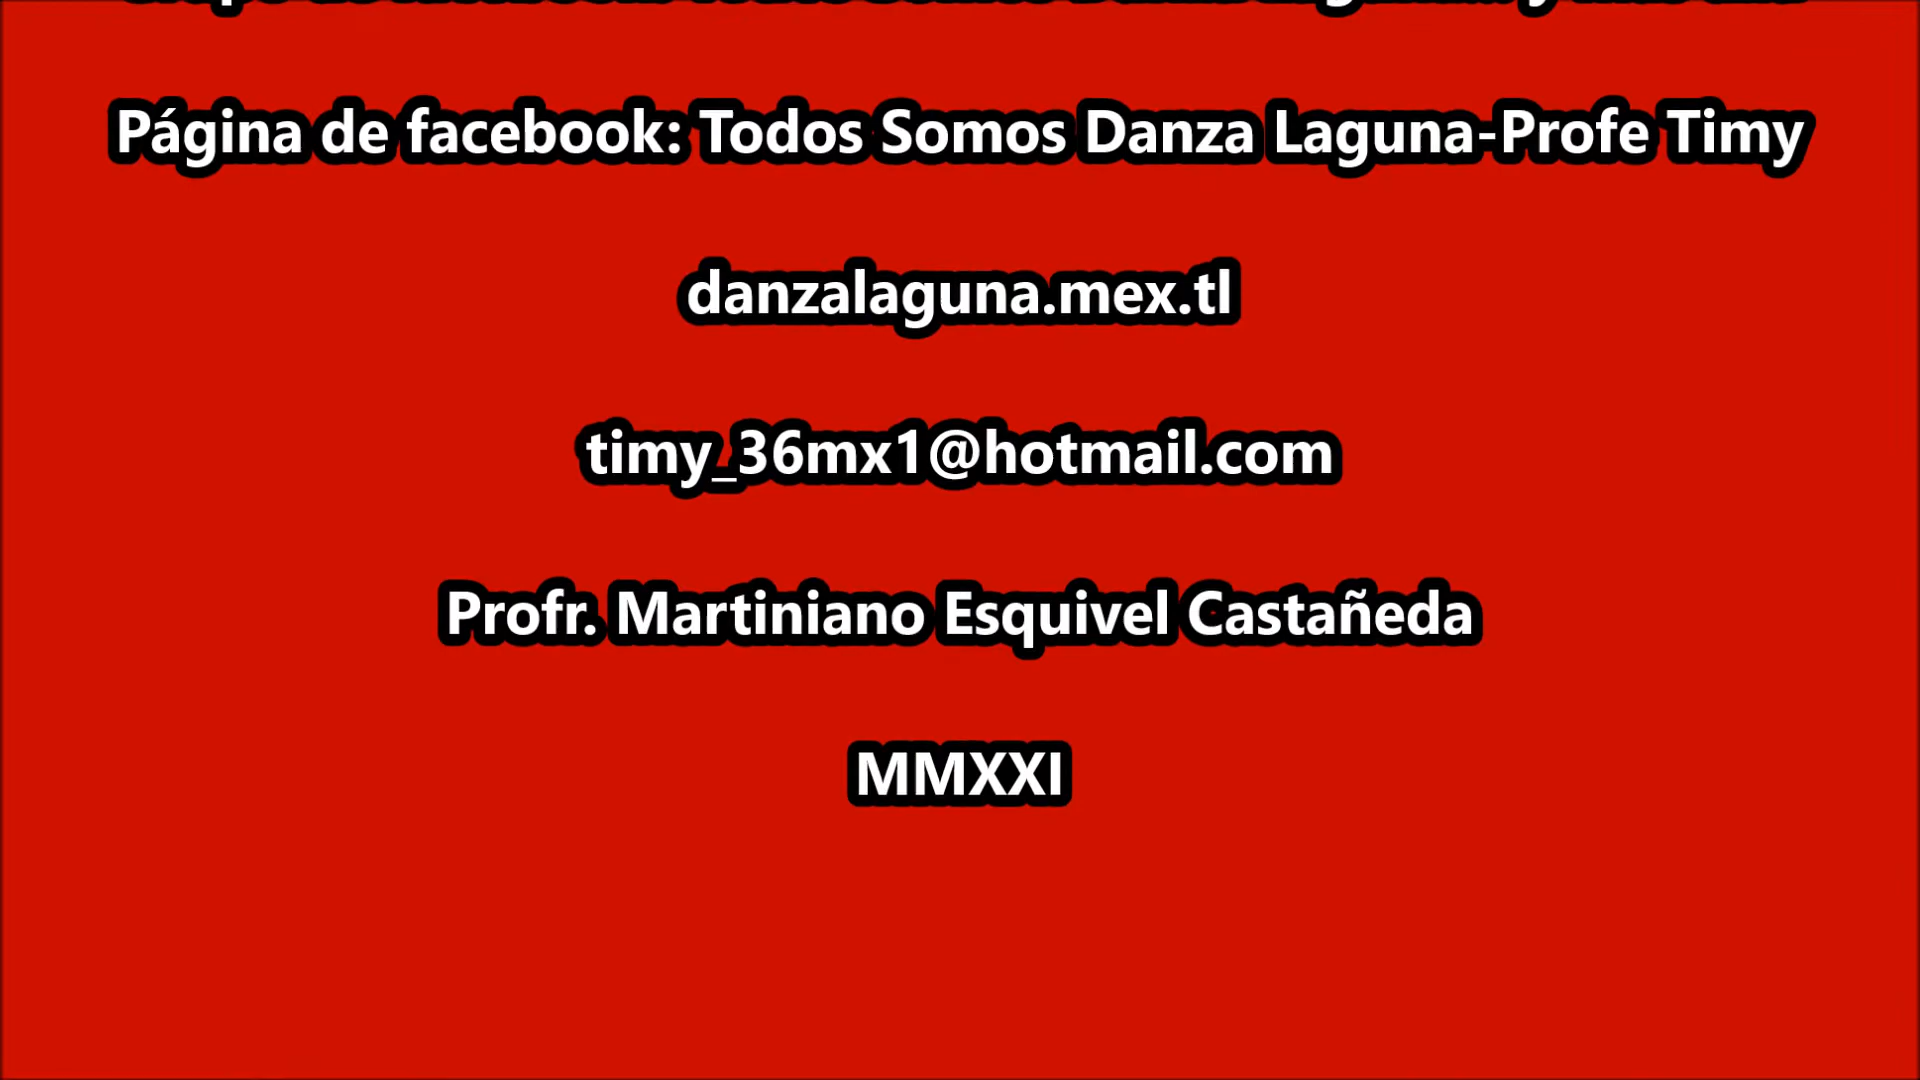 Página de facebook: Todos Somos Danza Laguna-Profe Timy
danzalaguna.mex.tl
timy_36mx1@hotmail.com
Profr. Martiniano Esquivel Castañeda
MMXXI